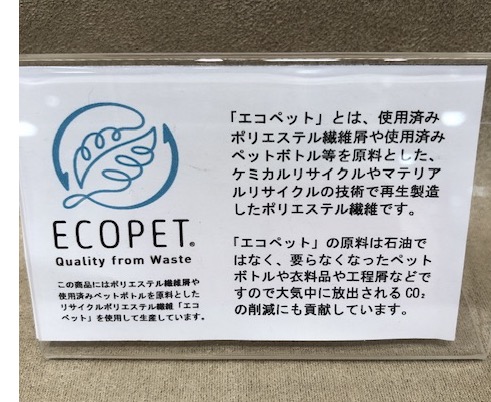 ECOPET®
Quality from Waste
この商品にはポリエステル繊維屑や
使用済みペットボトルを原料とした
リサイクルポリエステル繊維「エコ
ペット」を使用して生産しています。
「エコペット」とは、使用済み
ポリエステル繊維屑や使用済み
ペットボトル等を原料とした、
ケミカルリサイクルやマテリア
ルリサイクルの技術で再生製造
したポリエステル繊維です。
「エコペット」の原料は石油で
はなく、要らなくなったペット
ボトルや衣料品や工程屑などで
すので大気中に放出されるCO₂
の削減にも貢献しています。